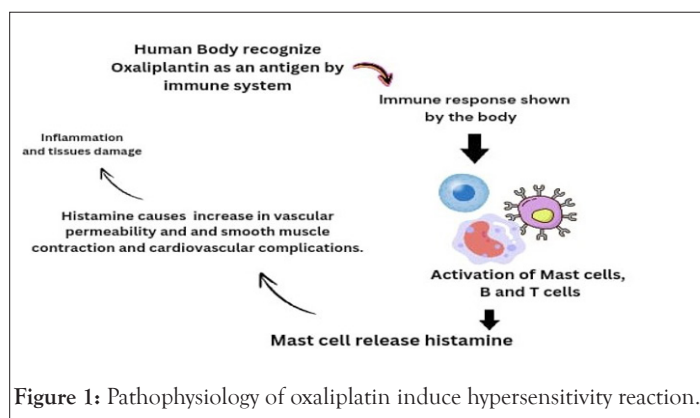 Human Body recognize
Oxaliplantin as an antigen by
immune system
Immune response shown
by the body
Activation of Mast cells,
B and T cells
Mast cell release histamine
Histamine causes increase in vascular
permeability and and smooth muscle
contraction and cardiovascular complications.
Inflammation
and tissues damage
Figure 1: Pathophysiology of oxaliplatin induce hypersensitivity reaction.